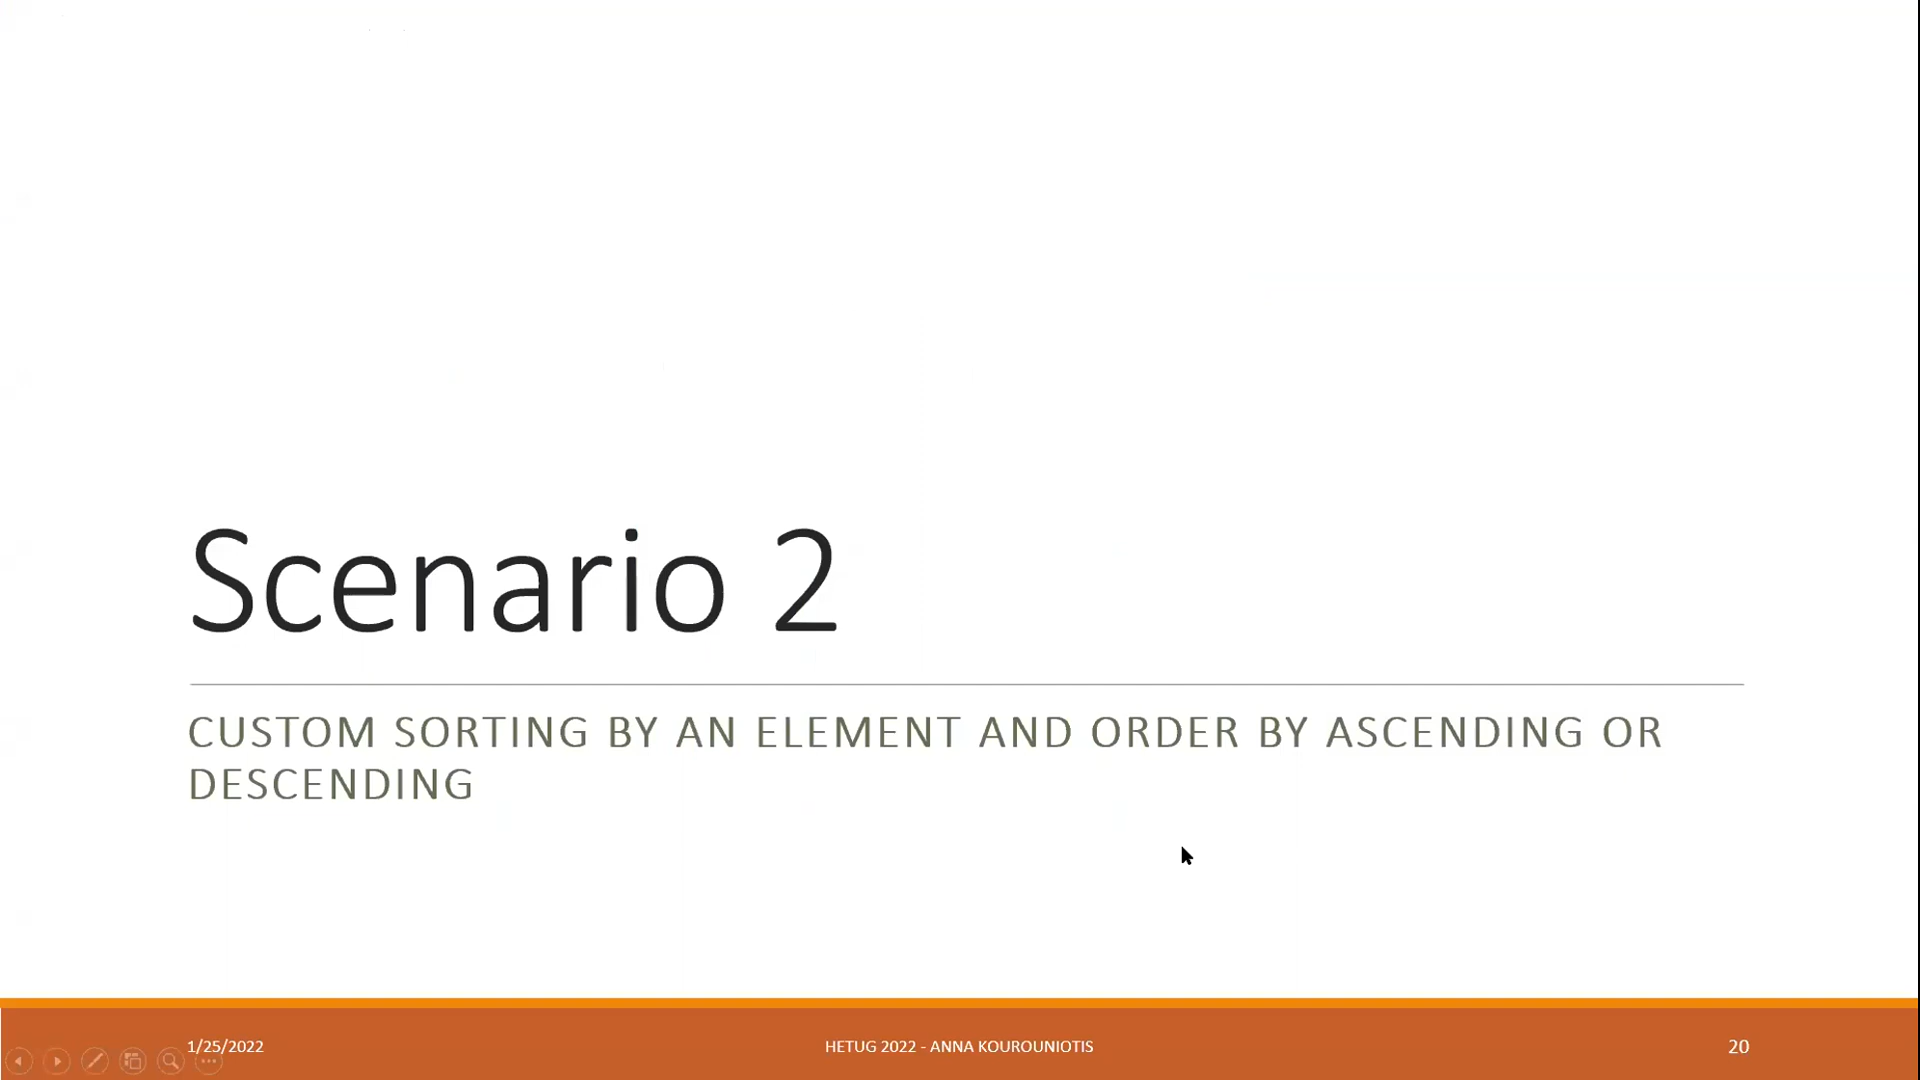 Scenario 2
CUSTOM SORTING BY AN ELEMENT AND ORDER BY ASCENDING OR
DESCENDING
1/25/2022
HETUG 2022 - ANNA KOUROUNIOTIS
20